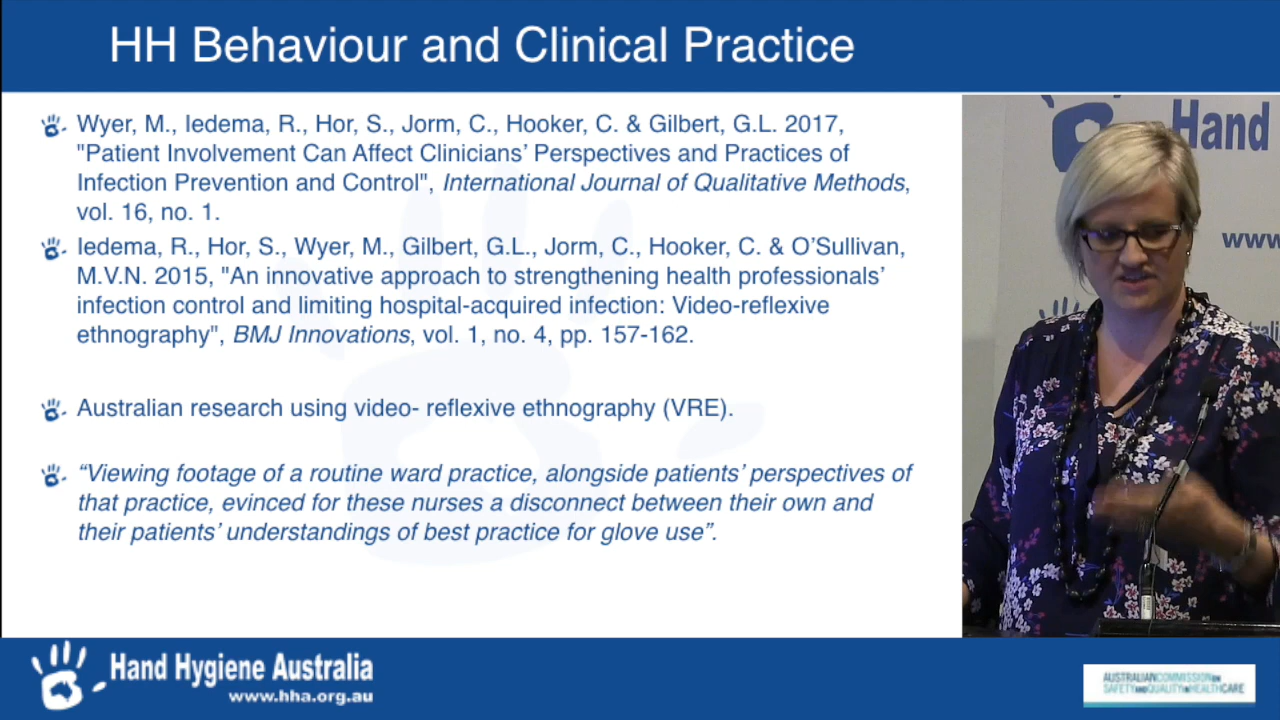 HH Behaviour and Clinical Practice
Wyer, M., Iedema, R., Hor, S., Jorm, C., Hooker, C. & Gilbert, G.L. 2017,
"Patient Involvement Can Affect Clinicians’ Perspectives and Practices of
Infection Prevention and Control", International Journal of Qualitative Methods,
vol. 16, no. 1.
Iedema, R., Hor, S., Wyer, M., Gilbert, G.L., Jorm, C., Hooker, C. & O’Sullivan,
M.V.N. 2015, "An innovative approach to strengthening health professionals’
infection control and limiting hospital-acquired infection: Video-reflexive
ethnography", BMJ Innovations, vol. 1, no. 4, pp. 157-162.
Australian research using video- reflexive ethnography (VRE).
“Viewing footage of a routine ward practice, alongside patients’ perspectives of
that practice, evinced for these nurses a disconnect between their own and
their patients’ understandings of best practice for glove use”.
Hand
www
Hand Hygiene Australia
www.hha.org.au
AUSTRALIANCOMMISSIONON
SAFETYANDQUALITYINHEALTHCARE